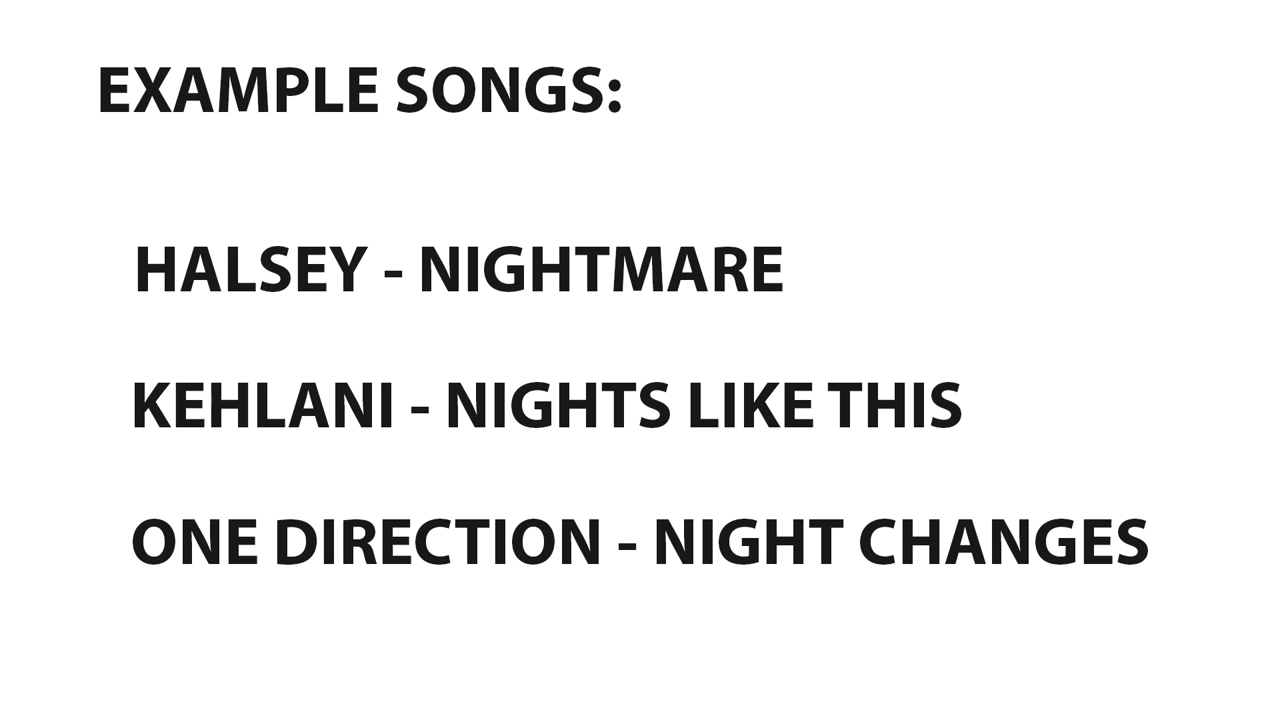 EXAMPLE SONGS:
HALSEY - NIGHTMARE
KEHLANI - NIGHTS LIKE THIS
ONE DIRECTION - NIGHT CHANGES